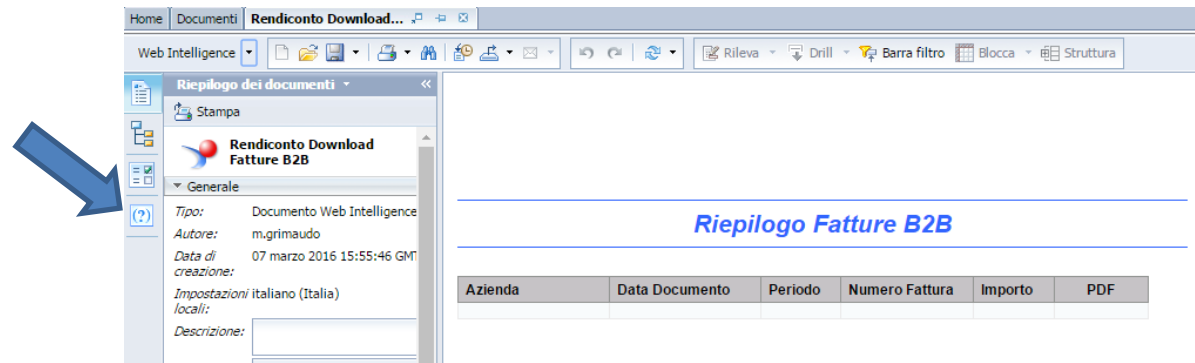 Home Documenti Rendiconto Download...
Web Intelligence Rileva Drill Barra filtro Blocca Struttura
Riepilogo dei documenti «
Stampa
Rendiconto Download
Fatture B2B
Generale
Tipo: Documento Web Intelligence
Autore: m.grimaudo
Data di creazione: 07 marzo 2016 15:55:46 GMT
Impostazioni locali: italiano (Italia)
Descrizione:
(?)
Riepilogo Fatture B2B
Azienda Data Documento Periodo Numero Fattura Importo PDF